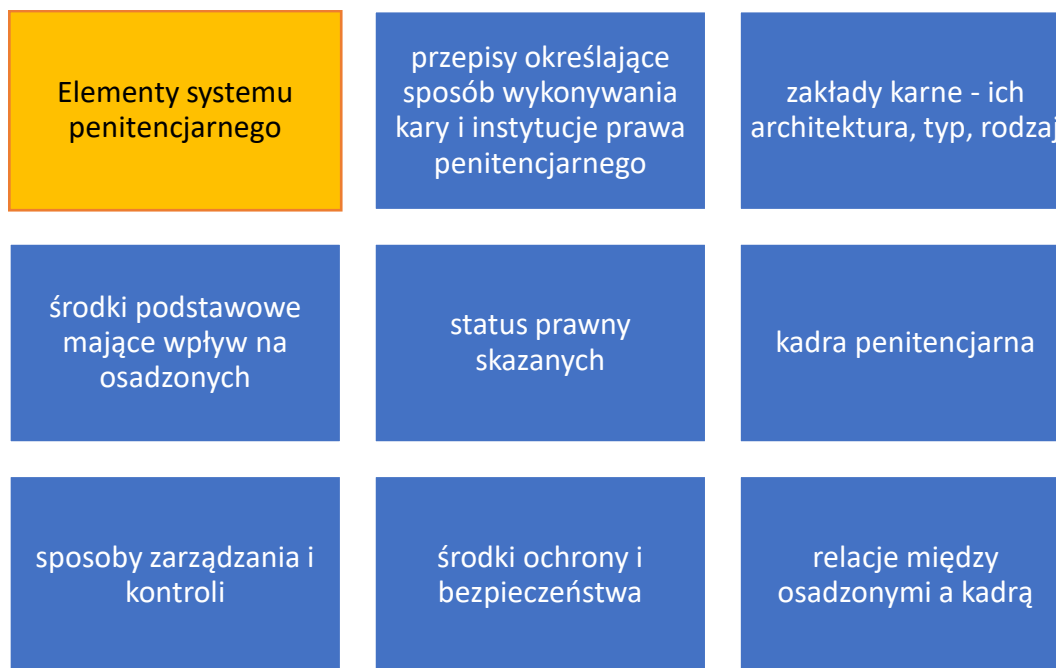 Elementy systemu
penitencjarnego
przepisy określające
sposób wykonywania
kary i instytucje prawa
penitencjarnego
zakłady karne - ich
architektura, typ, rodzaj
środki podstawowe
mające wpływ na
osadzonych
status prawny
skazanych
kadra penitencjarna
sposoby zarządzania i
kontroli
środki ochrony i
bezpieczeństwa
relacje między
osadzonymi a kadrą